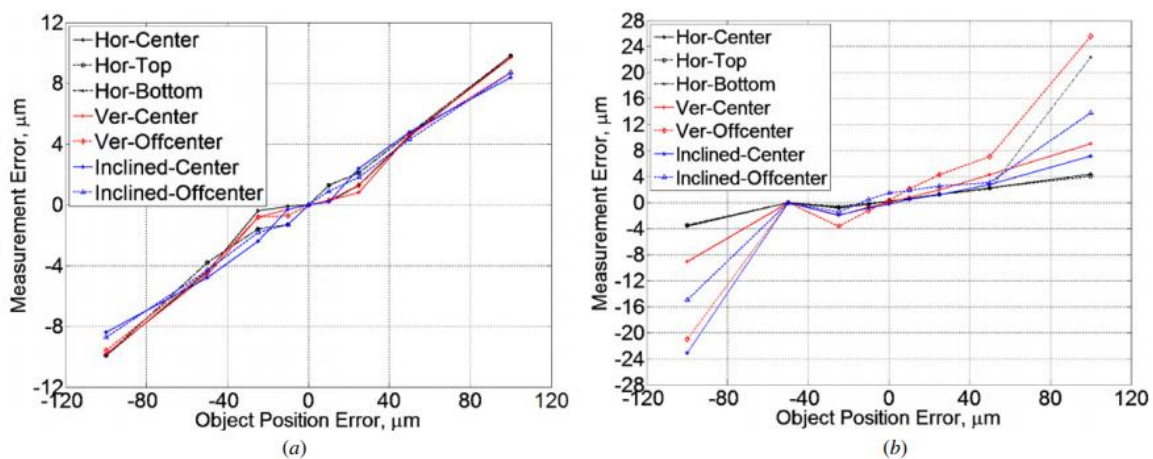 12
8
4
0
-4
-8
-12
-120
-80
-40
0
40
80
120
Measurement Error, μm
Object Position Error, μm
Hor-Center
Hor-Top
Hor-Bottom
Ver-Center
Ver-Offcenter
Inclined-Center
Inclined-Offcenter
(a)
28
24
20
16
12
8
4
0
-4
-8
-12
-16
-20
-24
-28
-120
-80
-40
0
40
80
120
Measurement Error, μm
Object Position Error, μm
Hor-Center
Hor-Top
Hor-Bottom
Ver-Center
Ver-Offcenter
Inclined-Center
Inclined-Offcenter
(b)